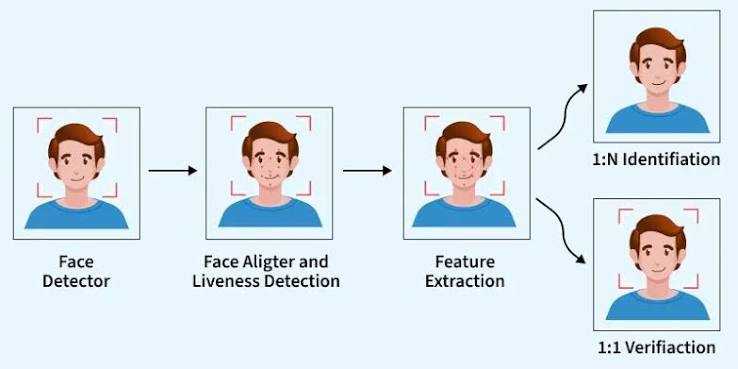 Face
Detector
Face Aligter and
Liveness Detection
Feature
Extraction
1:N Identifiation
1:1 Verifiaction